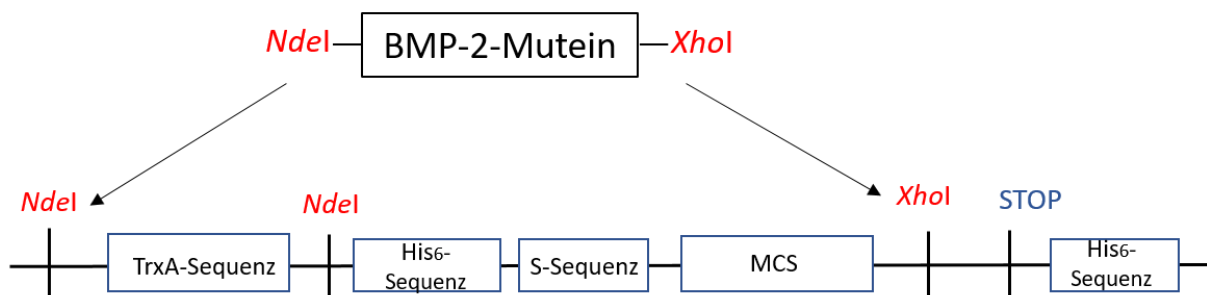 NdeI BMP-2-Mutein XhoI
NdeI NdeI XhoI STOP
TrxA-Sequenz His6-Sequenz S-Sequenz MCS His6-Sequenz